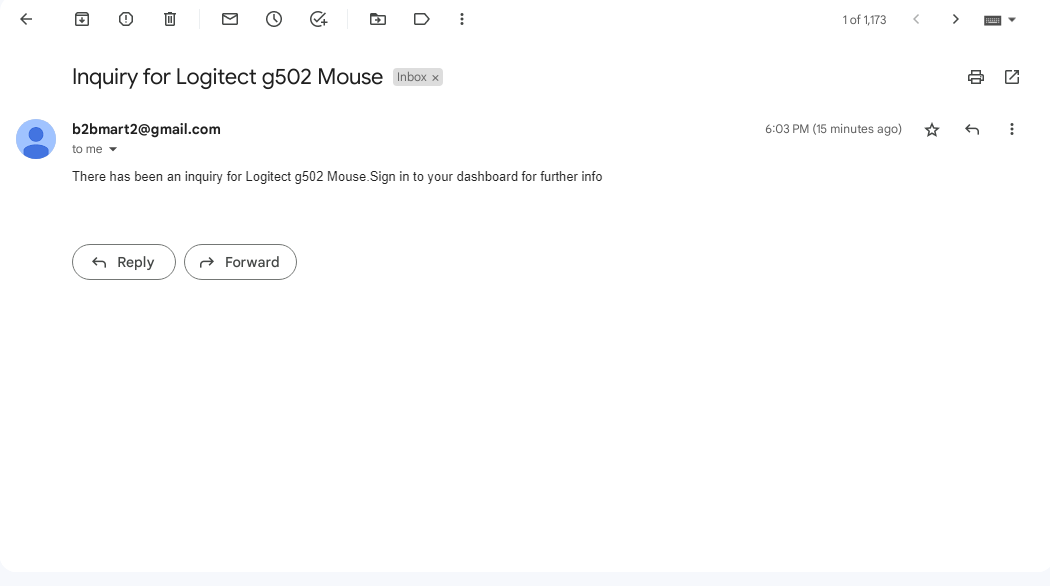 1 of 1,173
Inquiry for Logitect g502 Mouse Inbox ×
b2bmart2@gmail.com 6:03 PM (15 minutes ago)
to me
There has been an inquiry for Logitect g502 Mouse.Sign in to your dashboard for further info
Reply Forward